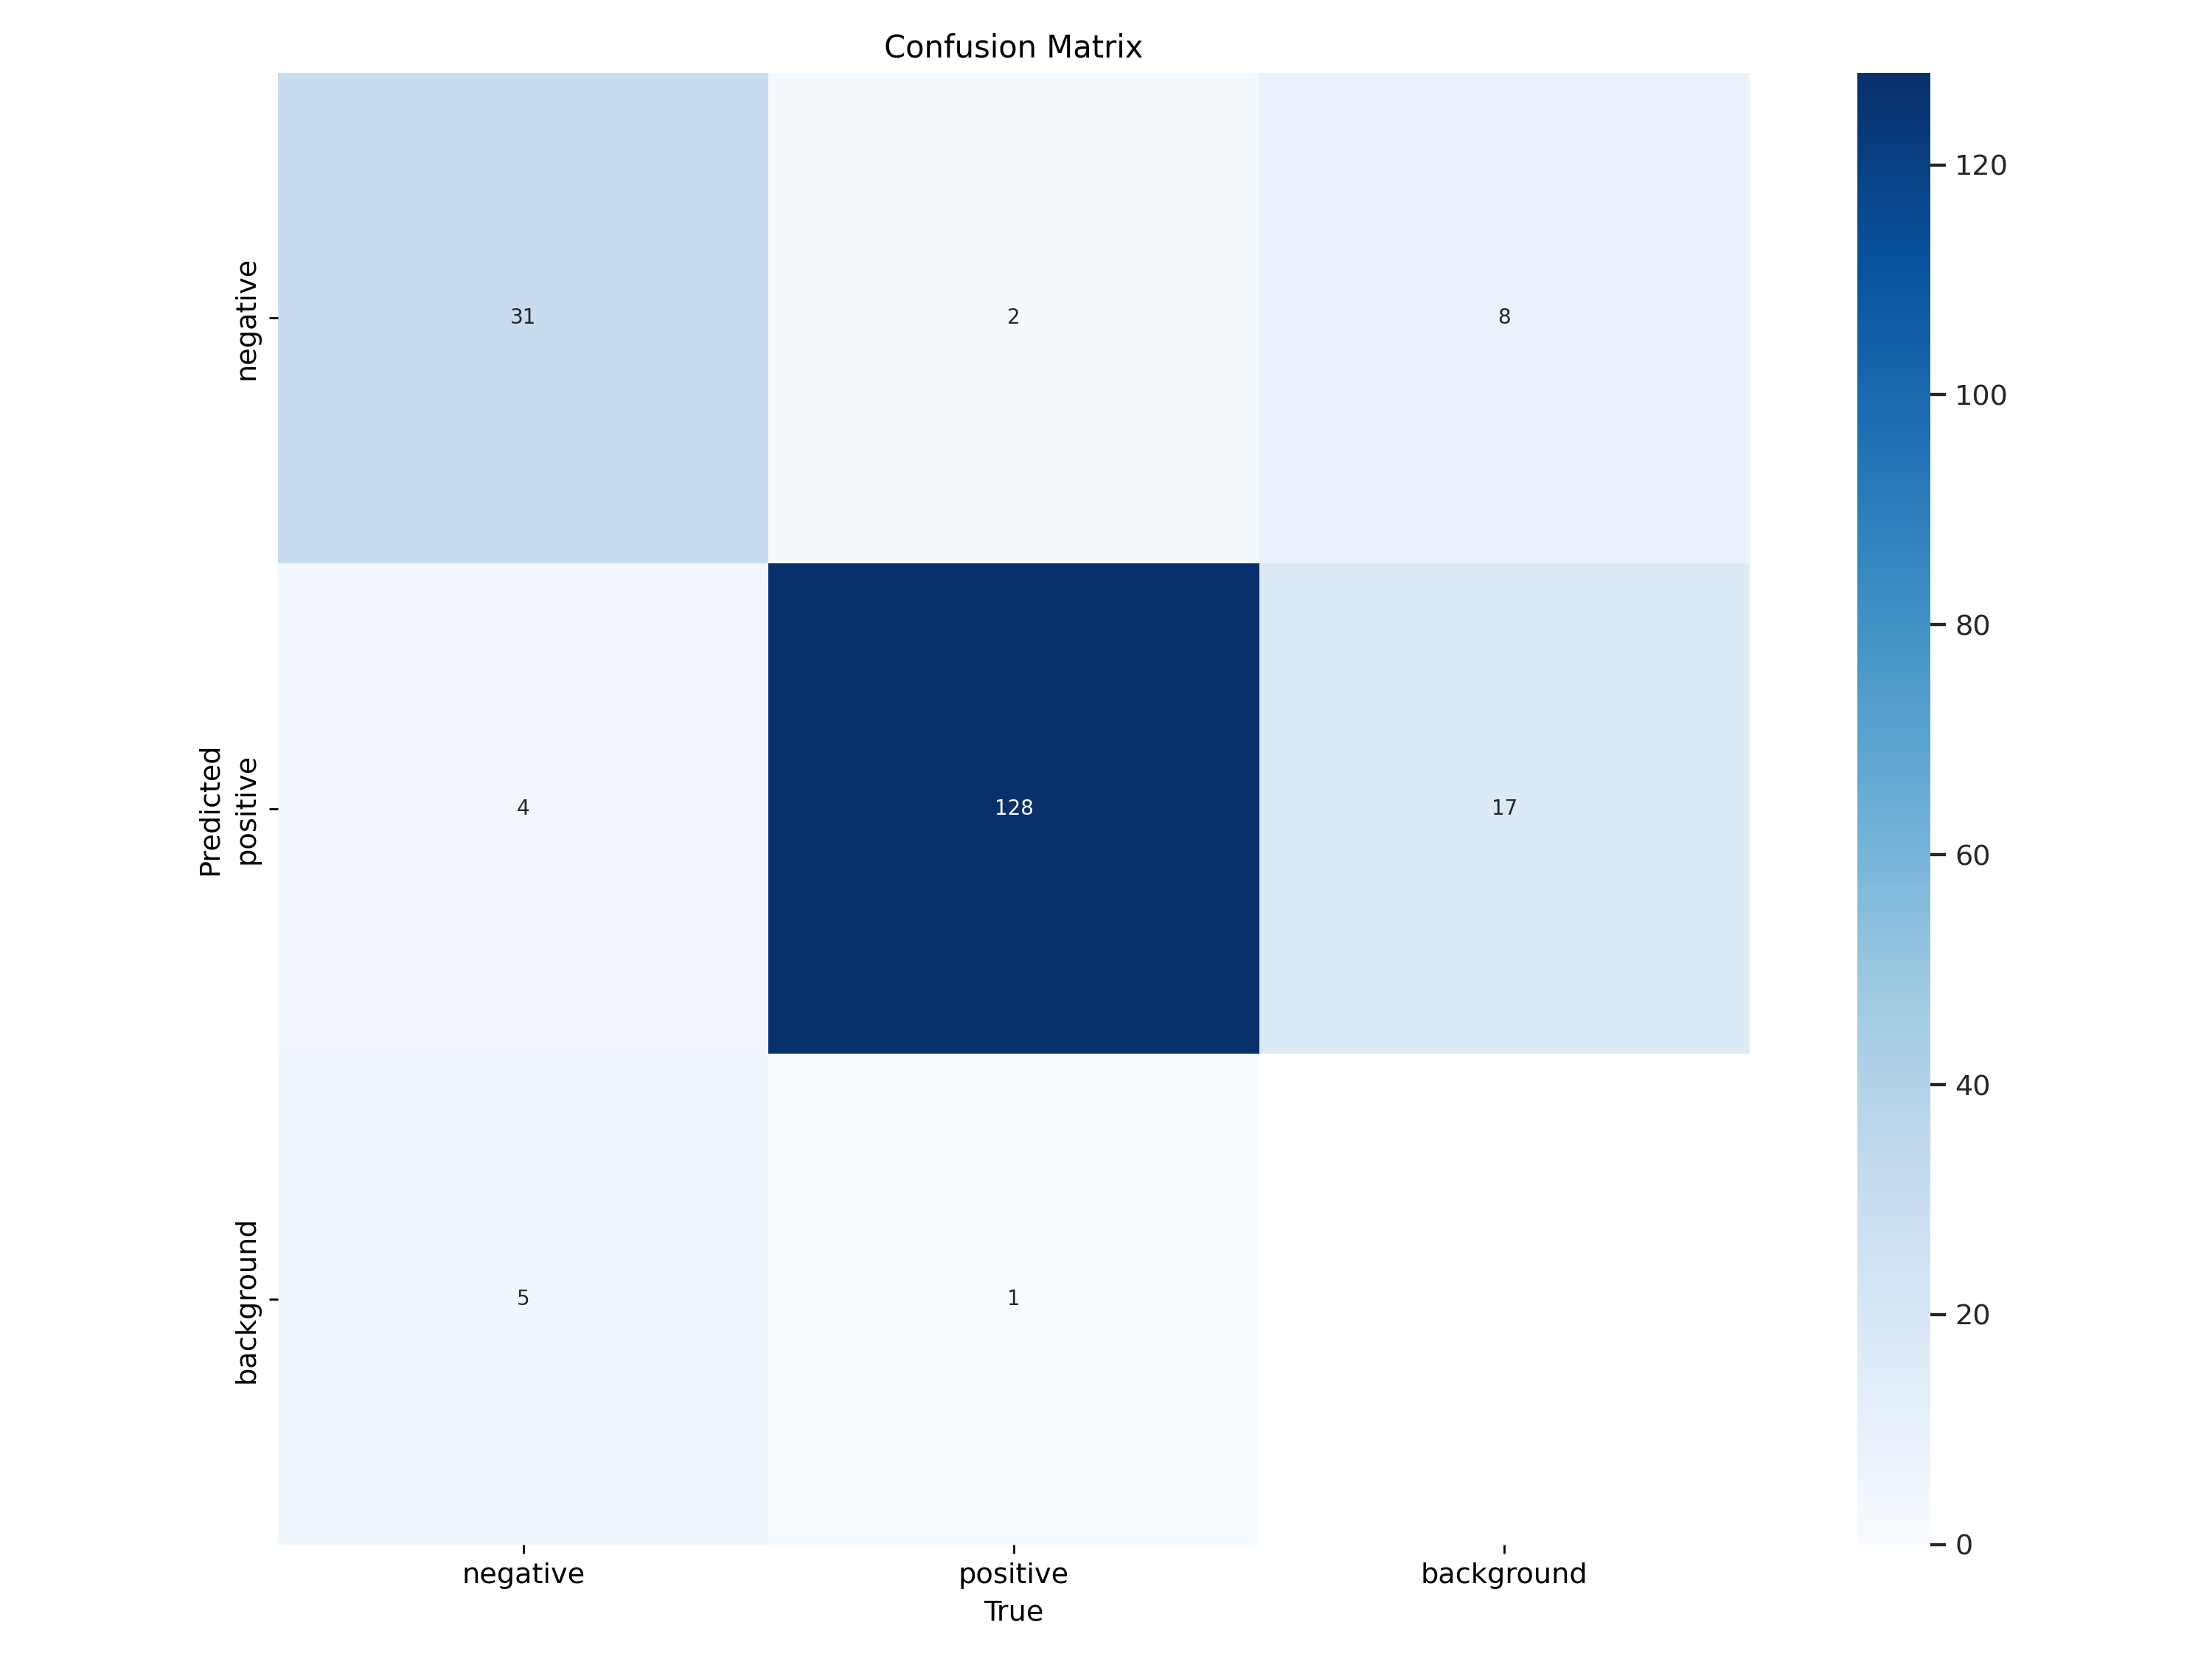 Confusion Matrix
negative
31
2
8
Predicted
positive
4
128
17
background
5
1
negative
positive
background
True
120
100
80
60
40
20
0